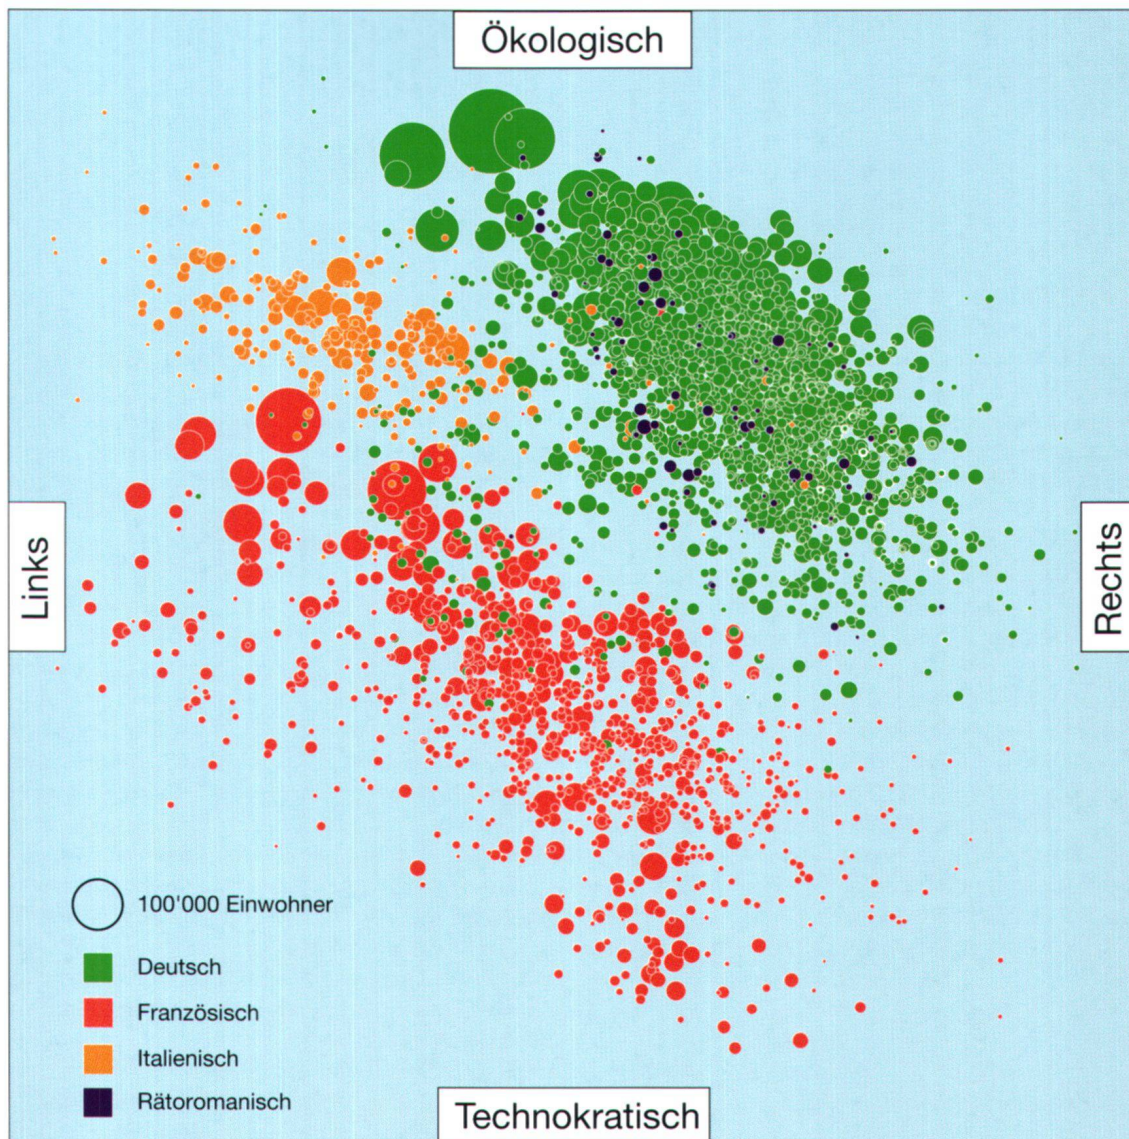 Ökologisch
Links
Rechts
100'000 Einwohner
Deutsch
Französisch
Italienisch
Rätoromanisch
Technokratisch